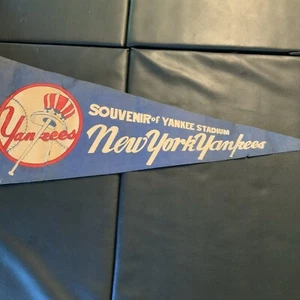 Yankees
SOUVENIR of YANKEE STADIUM
New York Yankees